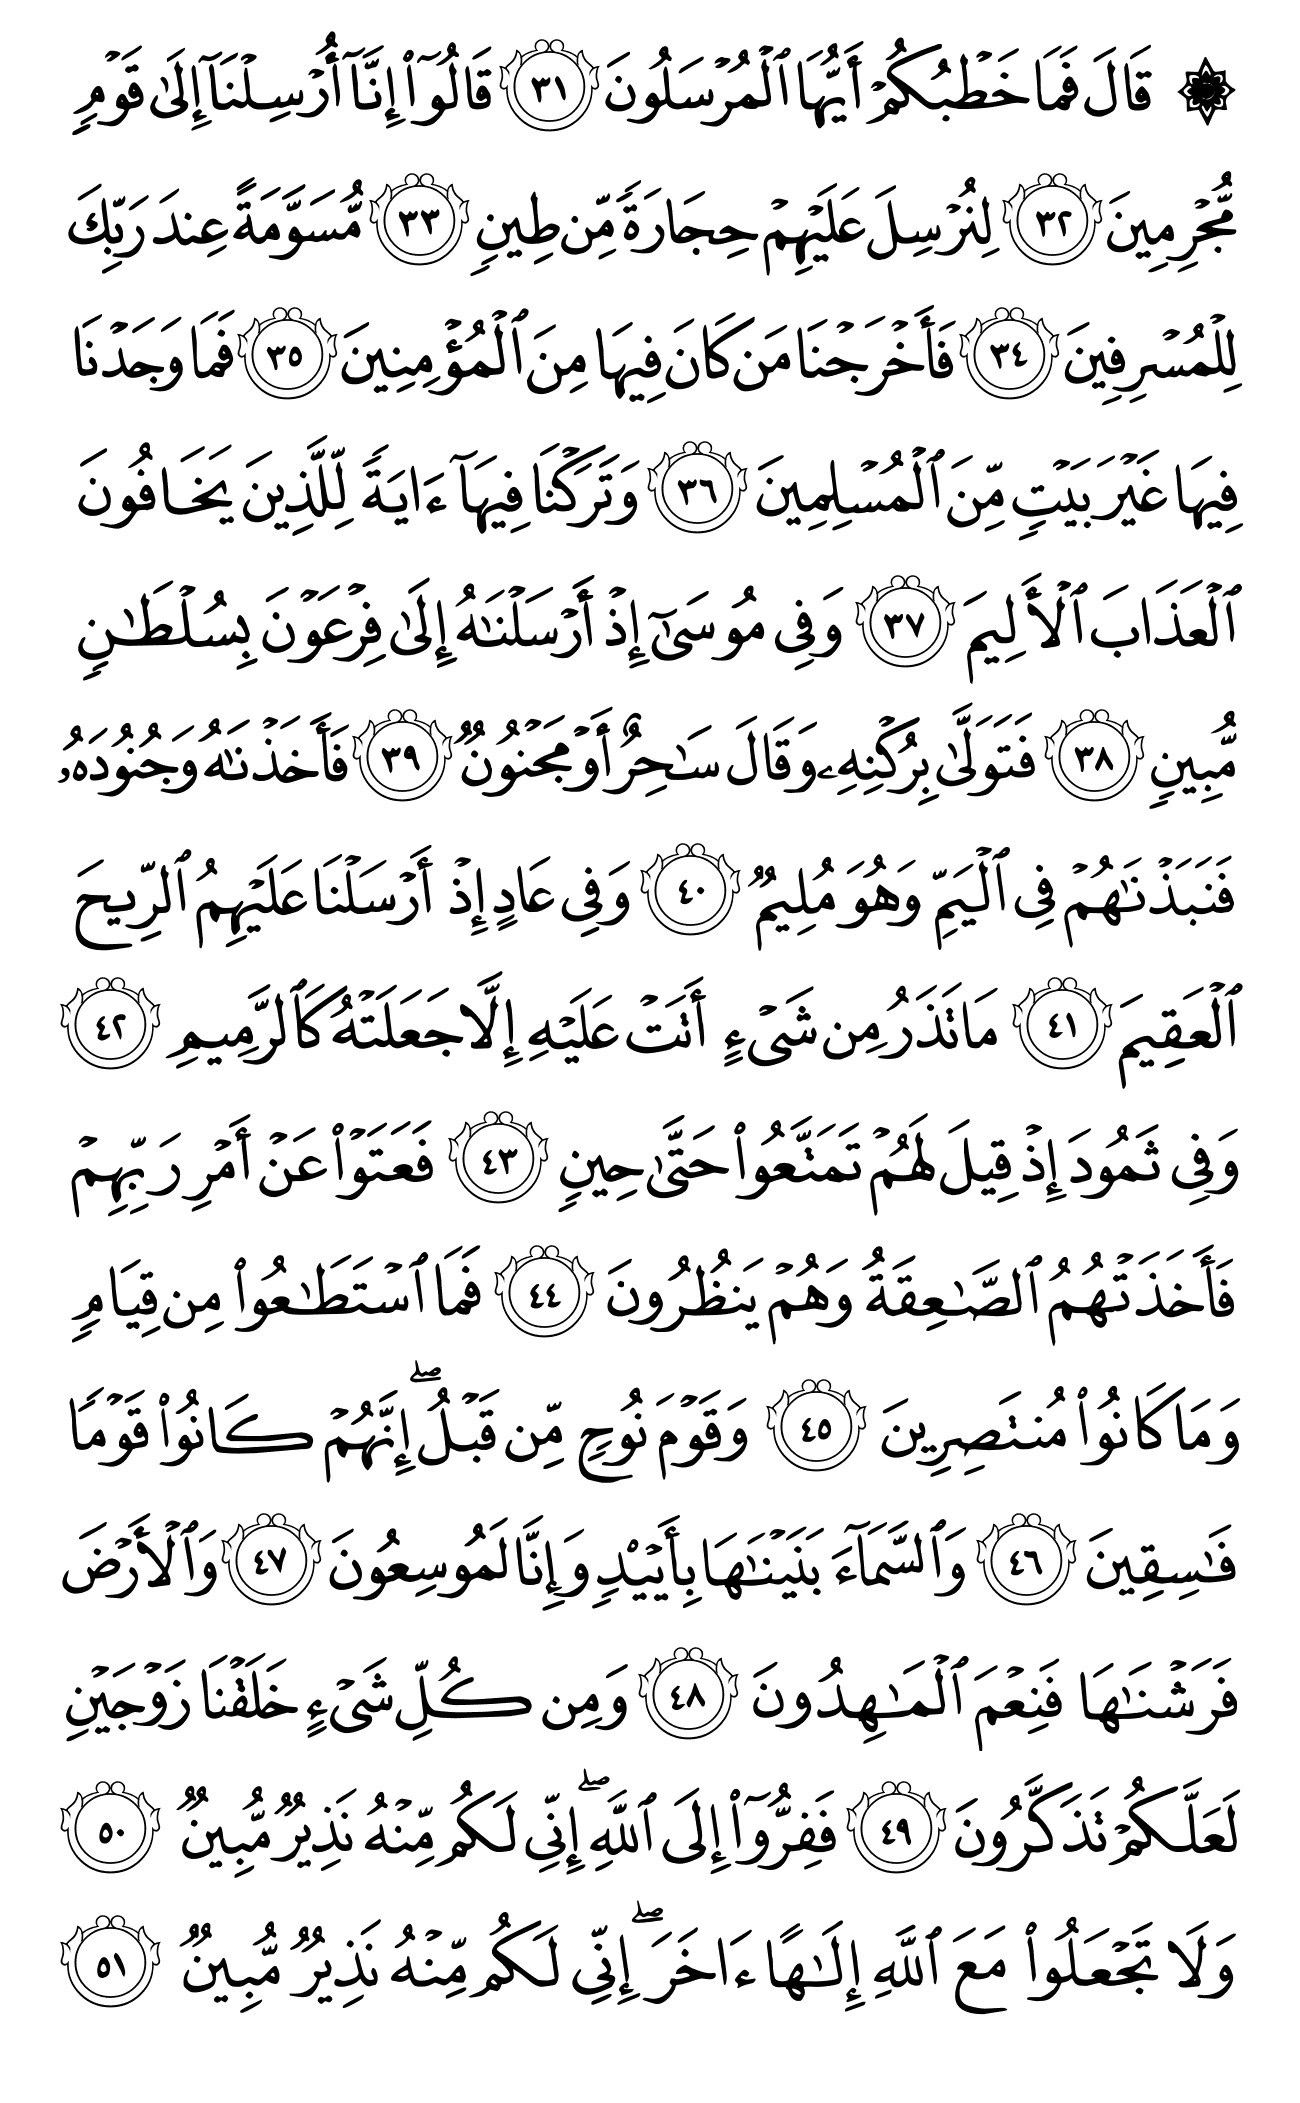 ۞ قَالَ فَمَا خَطْبُكُمْ أَيُّهَا ٱلْمُرْسَلُونَ ٣١ قَالُوٓا۟ إِنَّآ أُرْسِلْنَآ إِلَىٰ قَوْمٍ
مُّجْرِمِينَ ٣٢ لِنُرْسِلَ عَلَيْهِمْ حِجَارَةً مِّن طِينٍ ٣٣ مُّسَوَّمَةً عِندَ رَبِّكَ
لِلْمُسْرِفِينَ ٣٤ فَأَخْرَجْنَا مَن كَانَ فِيهَا مِنَ ٱلْمُؤْمِنِينَ ٣٥ فَمَا وَجَدْنَا
فِيهَا غَيْرَ بَيْتٍ مِّنَ ٱلْمُسْلِمِينَ ٣٦ وَتَرَكْنَا فِيهَآ ءَايَةً لِّلَّذِينَ يَخَافُونَ
ٱلْعَذَابَ ٱلْأَلِيمَ ٣٧ وَفِى مُوسَىٰٓ إِذْ أَرْسَلْنَـٰهُ إِلَىٰ فِرْعَوْنَ بِسُلْطَـٰنٍ
مُّبِينٍ ٣٨ فَتَوَلَّىٰ بِرُكْنِهِۦ وَقَالَ سَـٰحِرٌ أَوْ مَجْنُونٌ ٣٩ فَأَخَذْنَـٰهُ وَجُنُودَهُۥ
فَنَبَذْنَـٰهُمْ فِى ٱلْيَمِّ وَهُوَ مُلِيمٌ ٤٠ وَفِى عَادٍ إِذْ أَرْسَلْنَا عَلَيْهِمُ ٱلرِّيحَ
ٱلْعَقِيمَ ٤١ مَا تَذَرُ مِن شَىْءٍ أَتَتْ عَلَيْهِ إِلَّا جَعَلَتْهُ كَٱلرَّمِيمِ ٤٢
وَفِى ثَمُودَ إِذْ قِيلَ لَهُمْ تَمَتَّعُوا۟ حَتَّىٰ حِينٍ ٤٣ فَعَتَوْا۟ عَنْ أَمْرِ رَبِّهِمْ
فَأَخَذَتْهُمُ ٱلصَّـٰعِقَةُ وَهُمْ يَنظُرُونَ ٤٤ فَمَا ٱسْتَطَـٰعُوا۟ مِن قِيَامٍ
وَمَا كَانُوا۟ مُنتَصِرِينَ ٤٥ وَقَوْمَ نُوحٍ مِّن قَبْلُ ۖ إِنَّهُمْ كَانُوا۟ قَوْمًا
فَـٰسِقِينَ ٤٦ وَٱلسَّمَآءَ بَنَيْنَـٰهَا بِأَيْي۟دٍ وَإِنَّا لَمُوسِعُونَ ٤٧ وَٱلْأَرْضَ
فَرَشْنَـٰهَا فَنِعْمَ ٱلْمَـٰهِدُونَ ٤٨ وَمِن كُلِّ شَىْءٍ خَلَقْنَا زَوْجَيْنِ
لَعَلَّكُمْ تَذَكَّرُونَ ٤٩ فَفِرُّوٓا۟ إِلَى ٱللَّهِ ۖ إِنِّى لَكُم مِّنْهُ نَذِيرٌ مُّبِينٌ ٥٠
وَلَا تَجْعَلُوا۟ مَعَ ٱللَّهِ إِلَـٰهًا ءَاخَرَ ۖ إِنِّى لَكُم مِّنْهُ نَذِيرٌ مُّبِينٌ ٥١